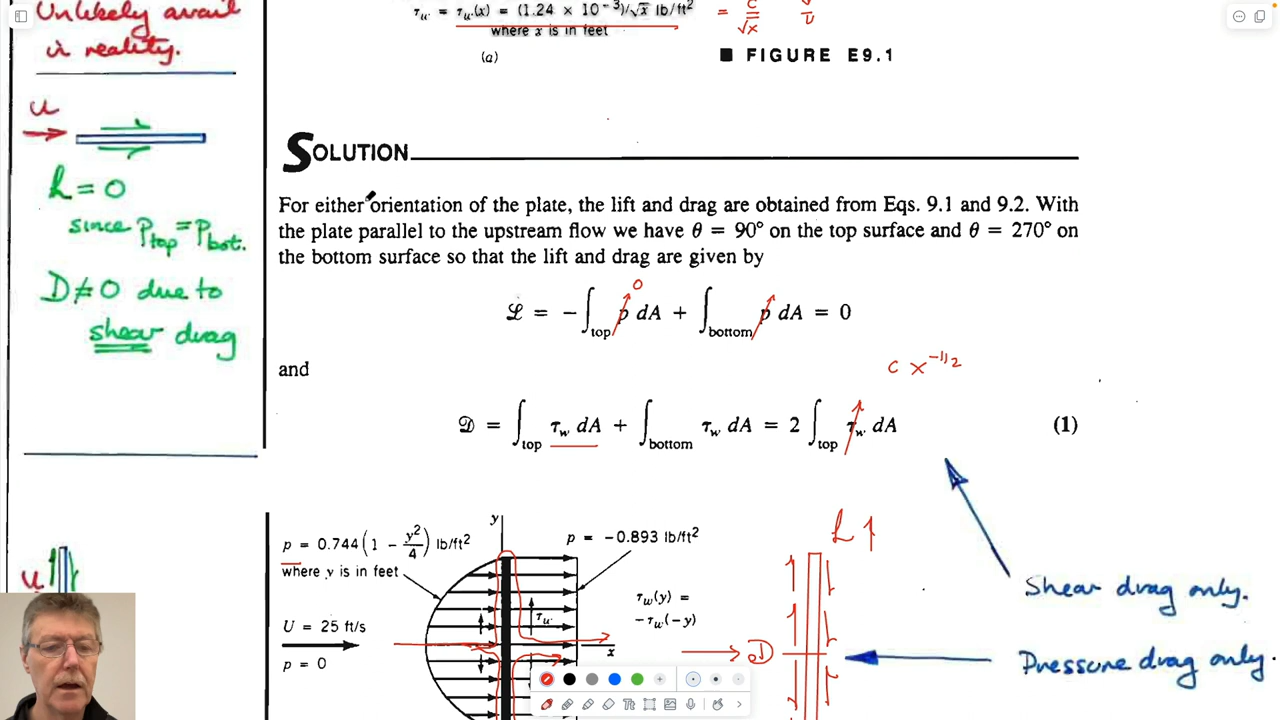 Unlikely avail
in reality.
τw = τw(x) = (1.24 × 10⁻³)/√x lb/ft²
where x is in feet
= C/√x
(a)
■ FIGURE E9.1
U
L = 0
since Ptop = Pbot.
D ≠ 0 due to
shear drag
SOLUTION
For either orientation of the plate, the lift and drag are obtained from Eqs. 9.1 and 9.2. With
the plate parallel to the upstream flow we have θ = 90° on the top surface and θ = 270° on
the bottom surface so that the lift and drag are given by
0
ℒ = − ∫top p dA + ∫bottom p dA = 0
and
C x^-1/2
𝒟 = ∫top τw dA + ∫bottom τw dA = 2 ∫top τw dA (1)
y
p = 0.744(1 − y²/4) lb/ft²
where y is in feet
p = −0.893 lb/ft²
L
τw
τw(y) =
−τw(−y)
U = 25 ft/s
p = 0
x
D
U
Shear drag only.
Pressure drag only.